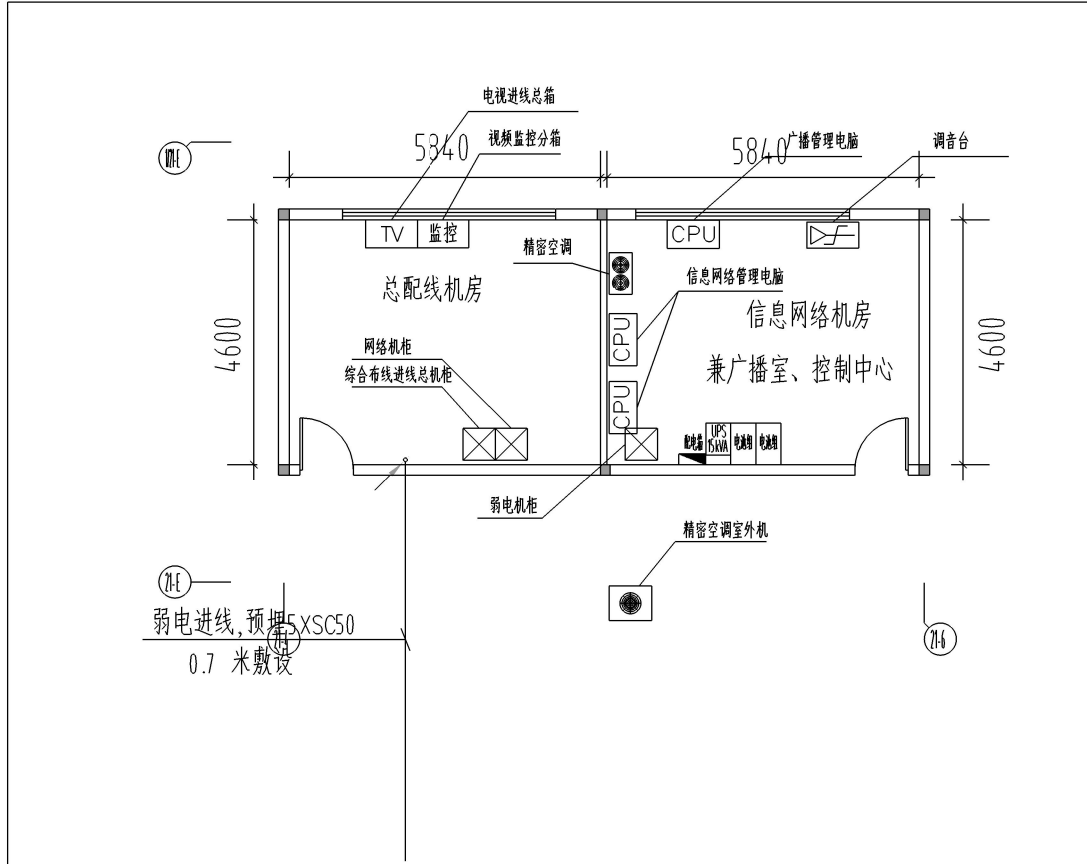 电视进线总箱
5840
视频监控分箱
5840
广播管理电脑
调音台
TV
监控
CPU
精密空调
总配线机房
信息网络管理电脑
信息网络机房
兼广播室、控制中心
4600
4600
CPU
CPU
网络机柜
综合布线进线总机柜
配电箱
UPS
15kVA
电池组
电池组
弱电机柜
精密空调室外机
21-E
弱电进线,预埋5XSC50
0.7 米敷设
21-6